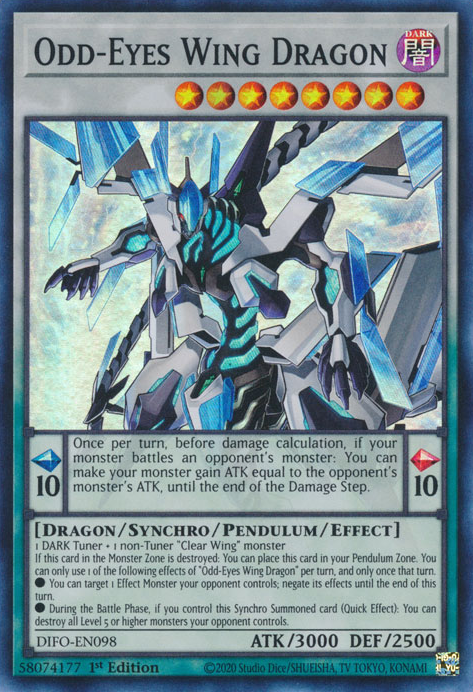 ODD-EYES WING DRAGON
DARK
闇
Once per turn, before damage calculation, if your
monster battles an opponent's monster: You can
make your monster gain ATK equal to the opponent's
monster's ATK, until the end of the Damage Step.
10
10
[DRAGON/SYNCHRO/PENDULUM/EFFECT]
1 DARK Tuner + 1 non-Tuner "Clear Wing" monster
If this card in the Monster Zone is destroyed: You can place this card in your Pendulum Zone. You
can only use 1 of the following effects of "Odd-Eyes Wing Dragon" per turn, and only once that turn.
● You can target 1 Effect Monster your opponent controls; negate its effects until the end of this
turn.
● During the Battle Phase, if you control this Synchro Summoned card (Quick Effect): You can
destroy all Level 5 or higher monsters your opponent controls.
DIFO-EN098
ATK/3000 DEF/2500
58074177 1st Edition
©2020 Studio Dice/SHUEISHA, TV TOKYO, KONAMI